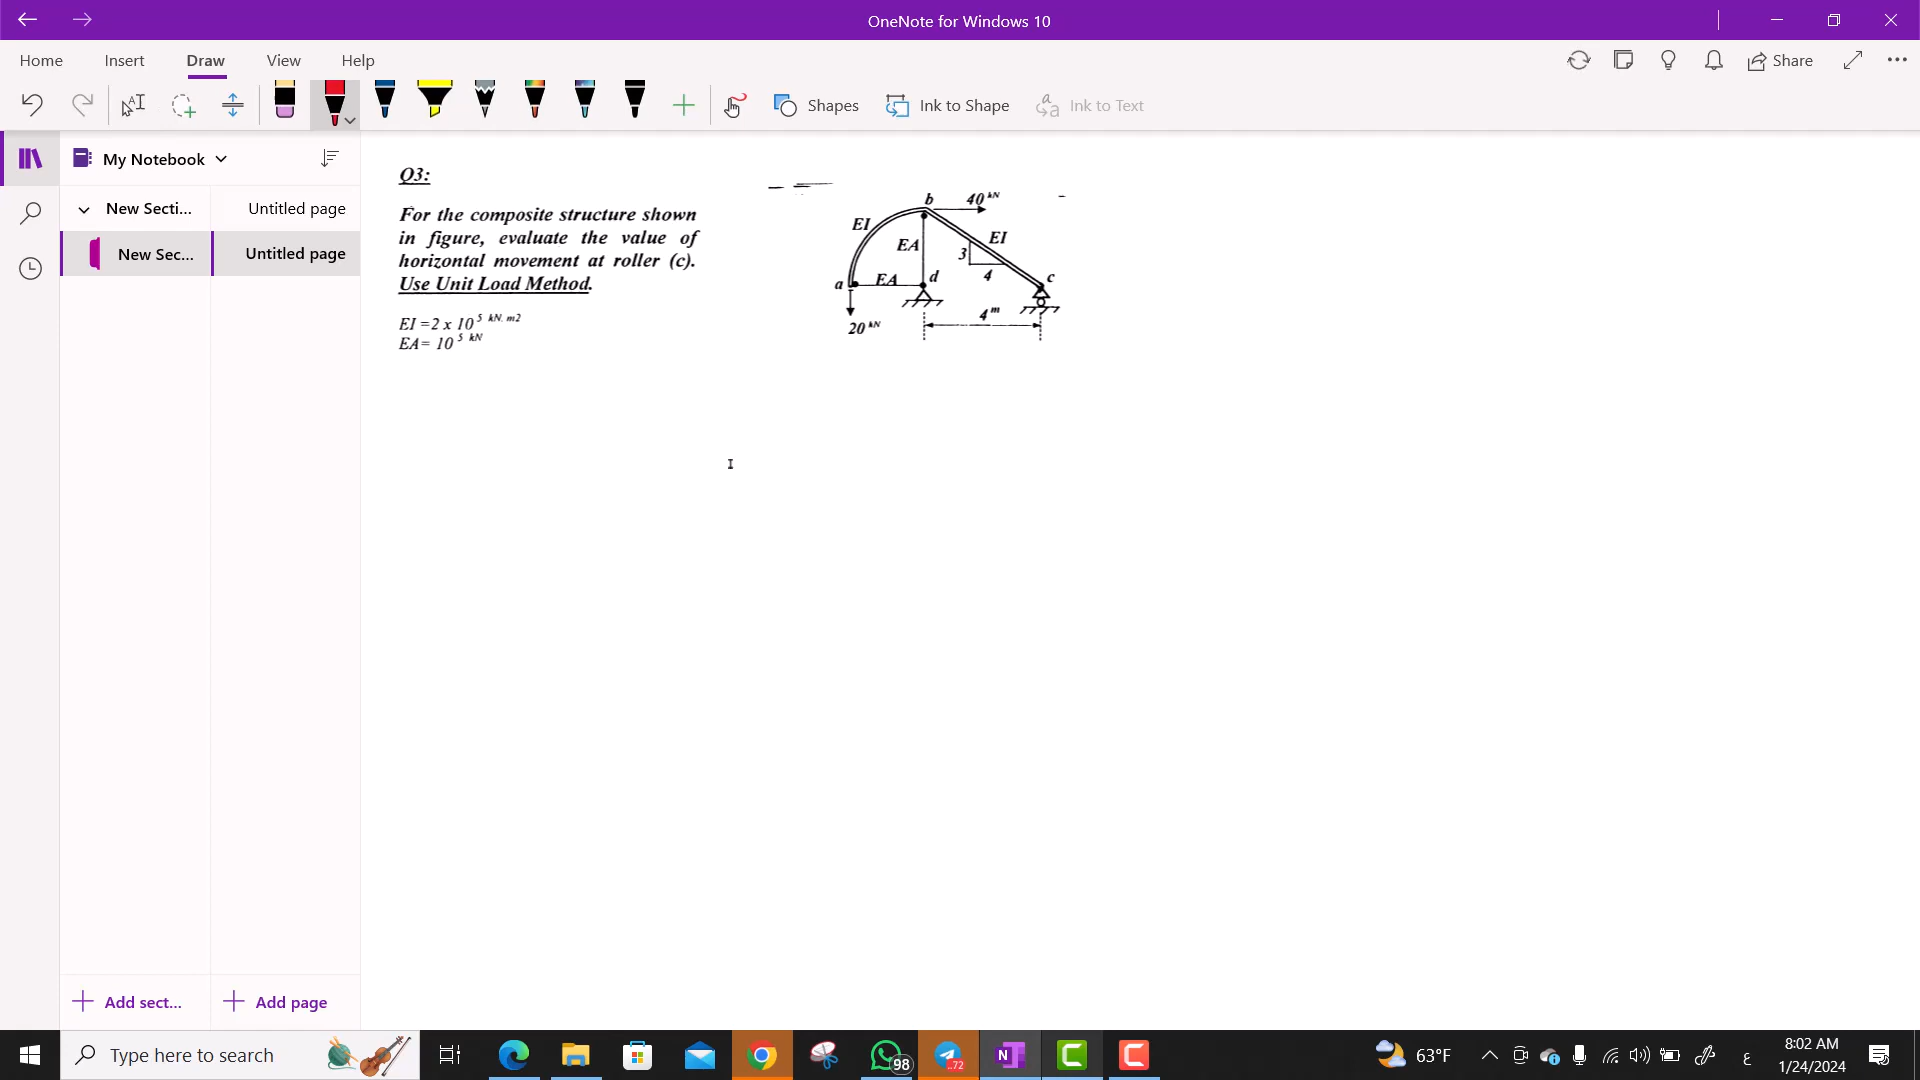 OneNote for Windows 10
Home Insert Draw View Help
Share
Shapes Ink to Shape Ink to Text
My Notebook
New Secti... Untitled page
New Sec... Untitled page
Q3:
For the composite structure shown
in figure, evaluate the value of
horizontal movement at roller (c).
Use Unit Load Method.
EI =2 x 10 5 kN. m2
EA= 10 5 kN
b 40 kN
EI
EA EI
3
4
a EA d c
4 m
20 kN
Add sect... Add page
Type here to search
98
..72
63°F
ع
8:02 AM
1/24/2024